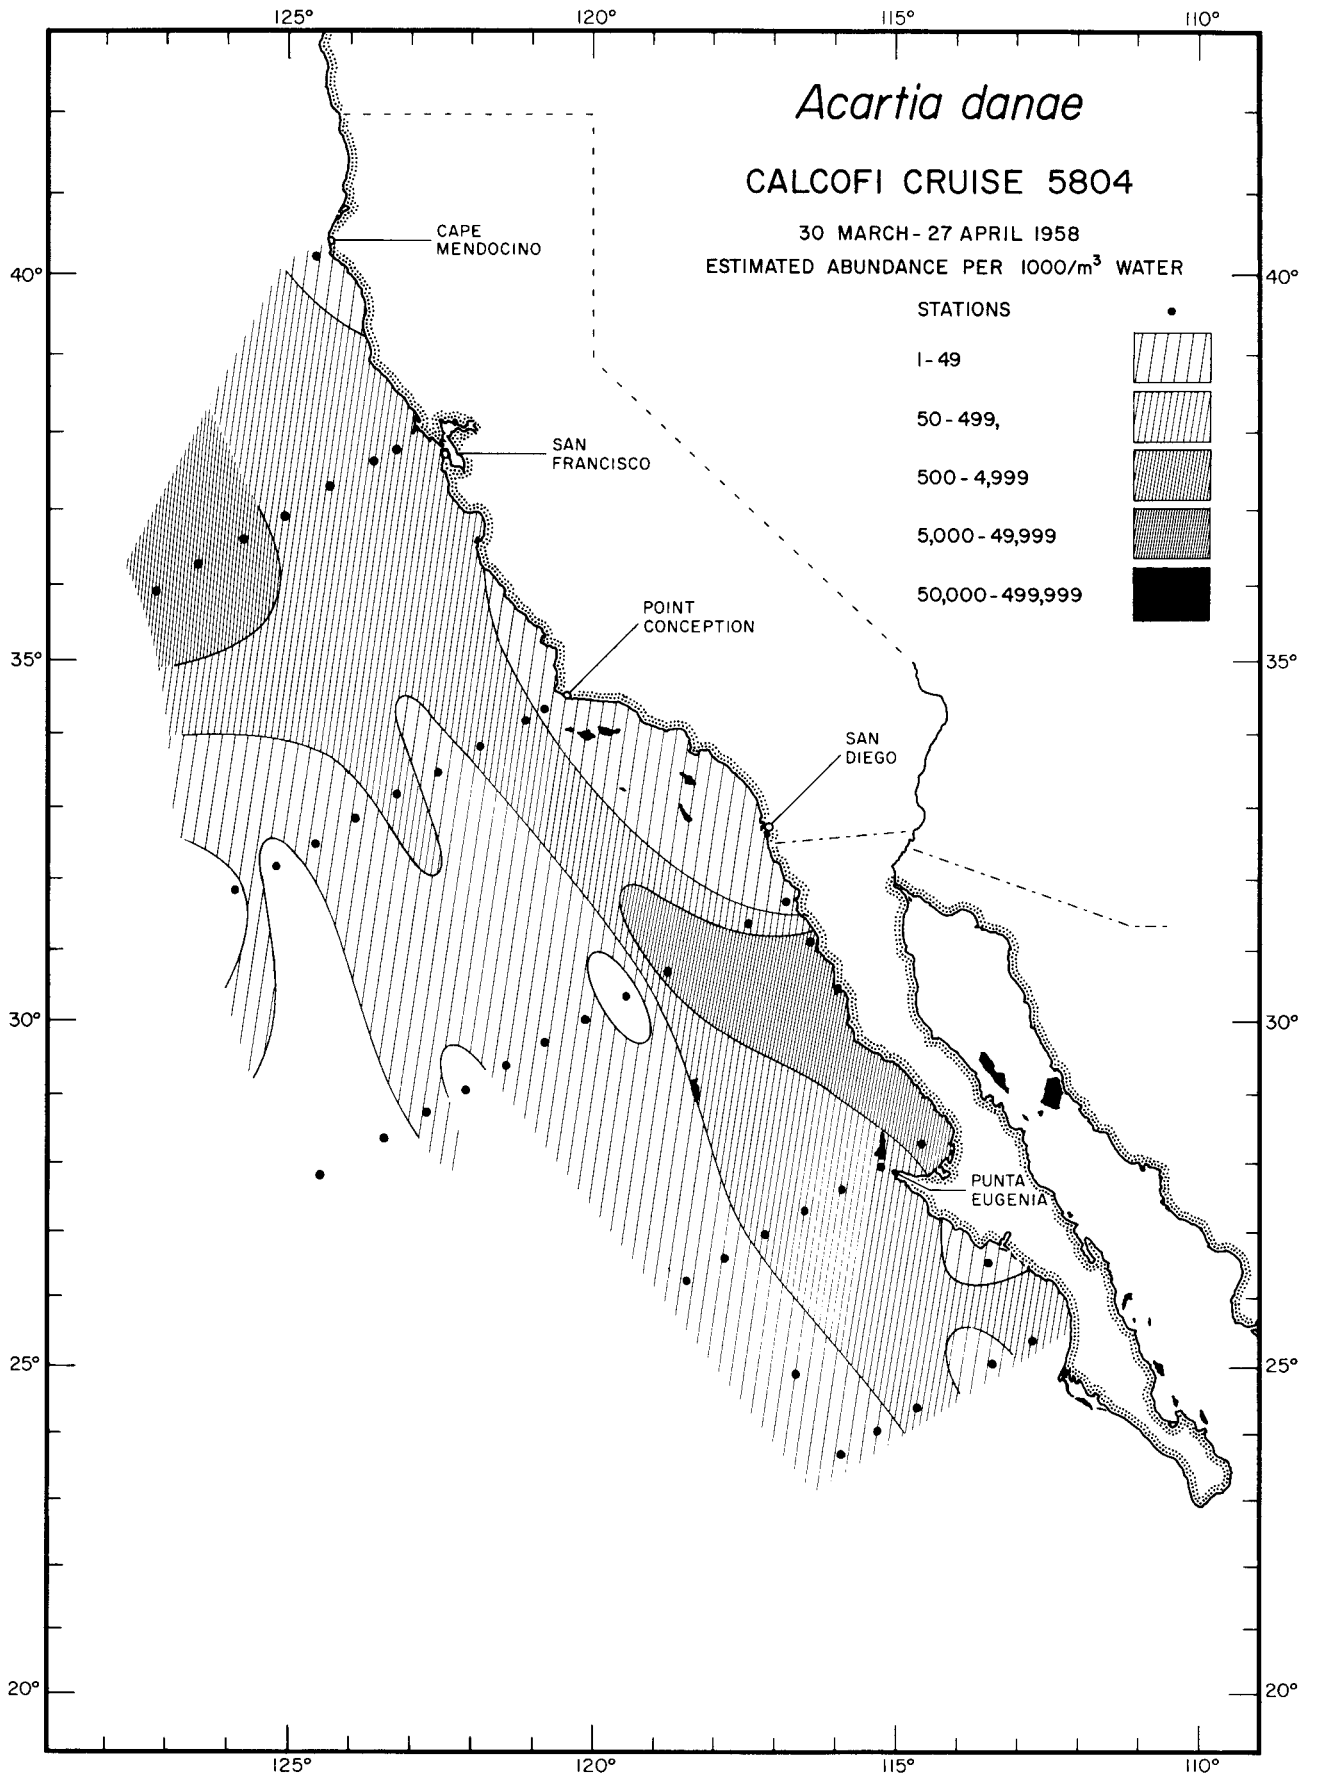 125°
120°
115°
110°
Acartia danae
CALCOFI CRUISE 5804
30 MARCH - 27 APRIL 1958
ESTIMATED ABUNDANCE PER 1000/m³ WATER
STATIONS
1 - 49
50 - 499,
500 - 4,999
5,000 - 49,999
50,000 - 499,999
CAPE
MENDOCINO
40°
40°
SAN
FRANCISCO
POINT
CONCEPTION
35°
35°
SAN
DIEGO
30°
30°
PUNTA
EUGENIA
25°
25°
20°
20°
125°
120°
115°
110°